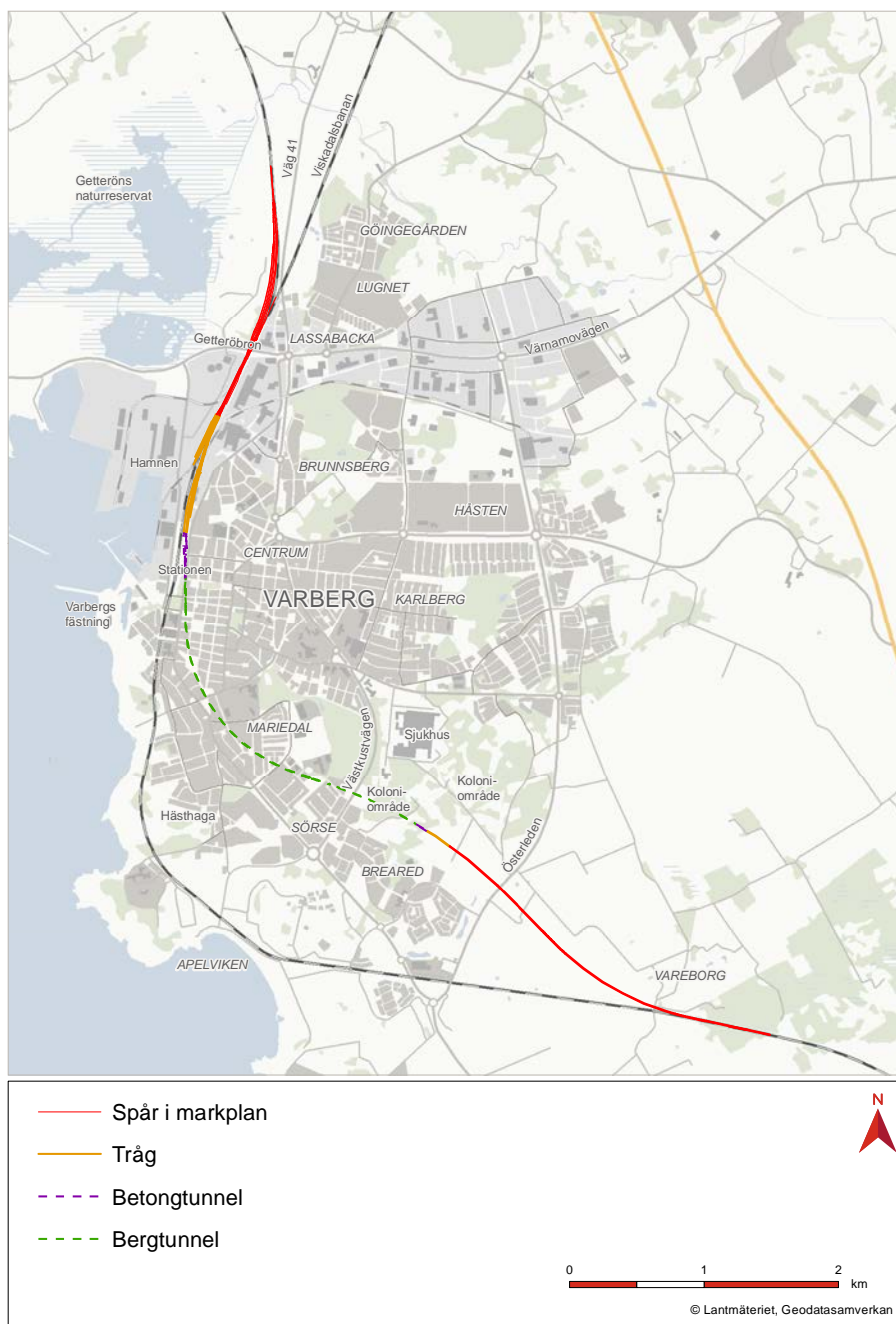 Väg 41
Viskadalsbanan
Getteröns
naturreservat
GÖINGEGÅRDEN
LUGNET
Getteröbron
LASSABACKA
Värnamovägen
Hamnen
BRUNNSBERG
HÅSTEN
CENTRUM
Stationen
VARBERG
KARLBERG
Varbergs
fästning
MARIEDAL
Västkustvägen
Sjukhus
Koloni-
område
Koloni-
område
Hästhaga
SÖRSE
Österleden
BREARED
APELVIKEN
VAREBORG
Spår i markplan
Tråg
Betongtunnel
Bergtunnel
N
0 1 2
km
© Lantmäteriet, Geodatasamverkan